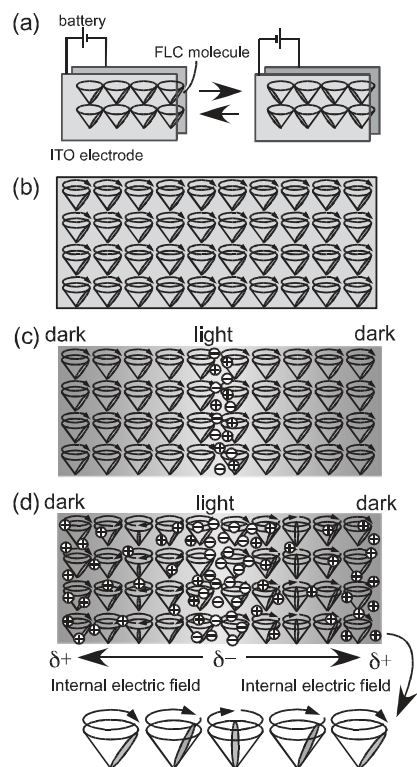 (a)
battery
FLC molecule
ITO electrode
(b)
(c)
dark light dark
(d)
dark light dark
δ+ δ− δ+
Internal electric field Internal electric field